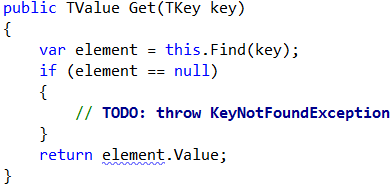 public TValue Get(TKey key)
{
    var element = this.Find(key);
    if (element == null)
    {
        // TODO: throw KeyNotFoundException
    }
    return element.Value;
}